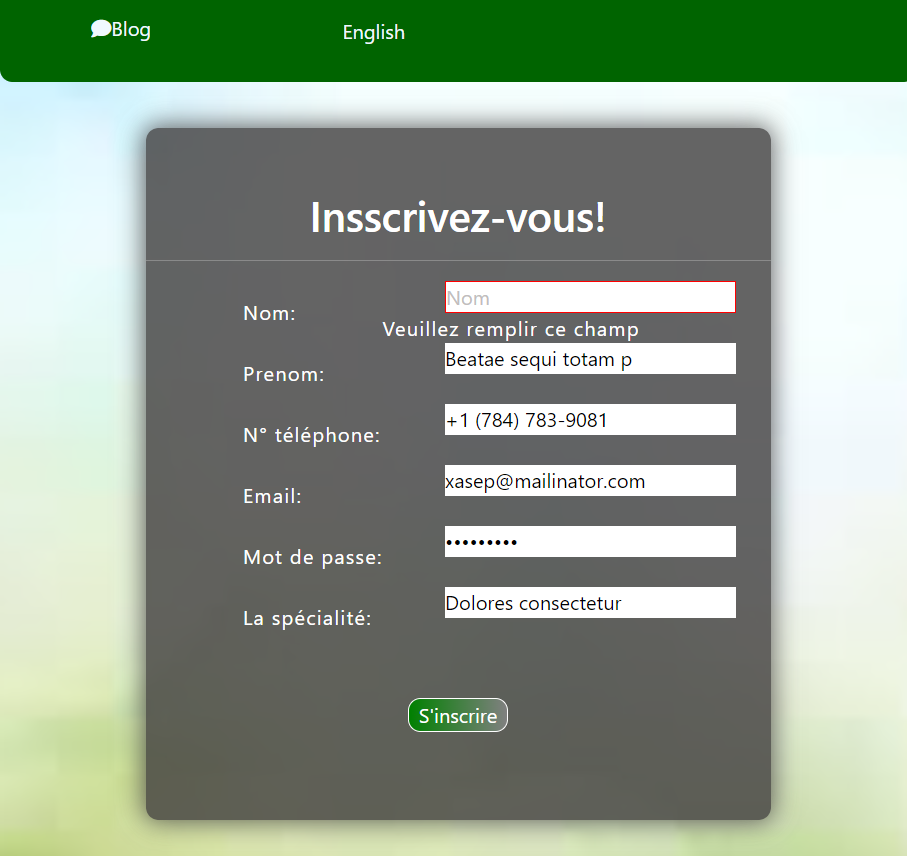 Blog
English
Insscrivez-vous!
Nom: Nom
Veuillez remplir ce champ
Prenom: Beatae sequi totam p
N° téléphone: +1 (784) 783-9081
Email: xasep@mailinator.com
Mot de passe: •••••••••
La spécialité: Dolores consectetur
S'inscrire